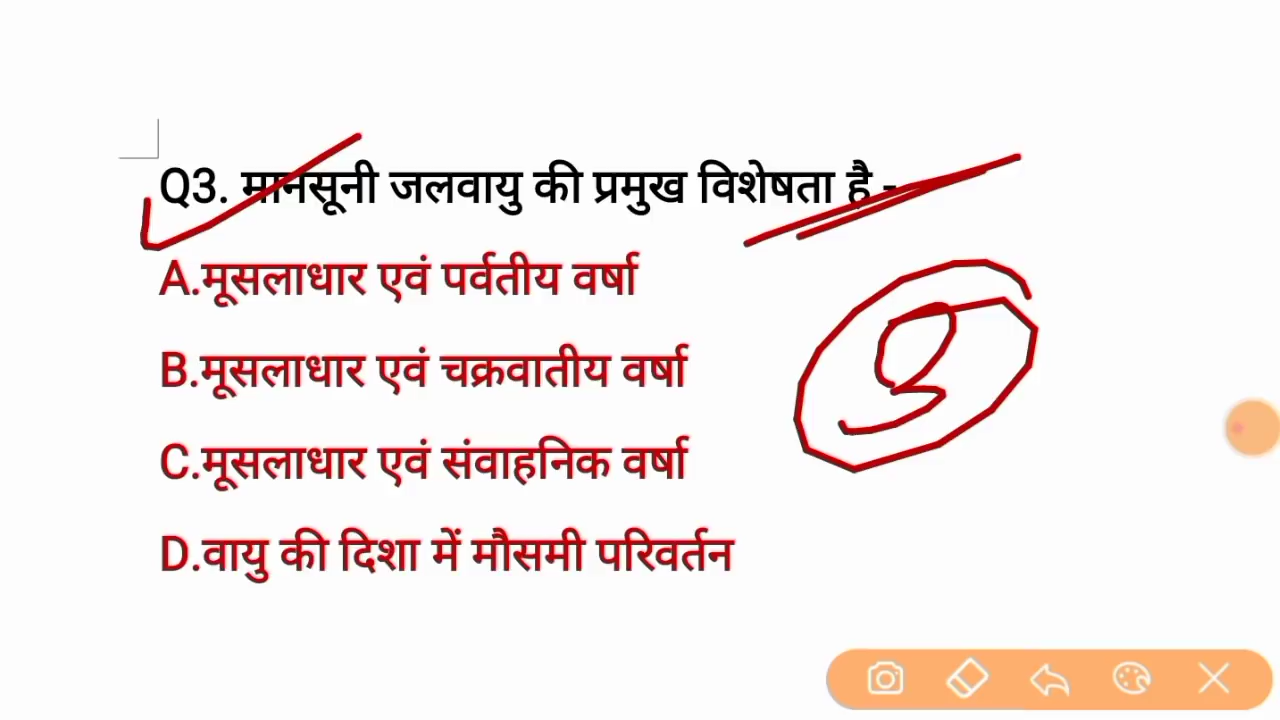 Q3. मानसूनी जलवायु की प्रमुख विशेषता है -
A.मूसलाधार एवं पर्वतीय वर्षा
B.मूसलाधार एवं चक्रवातीय वर्षा
C.मूसलाधार एवं संवाहनिक वर्षा
D.वायु की दिशा में मौसमी परिवर्तन